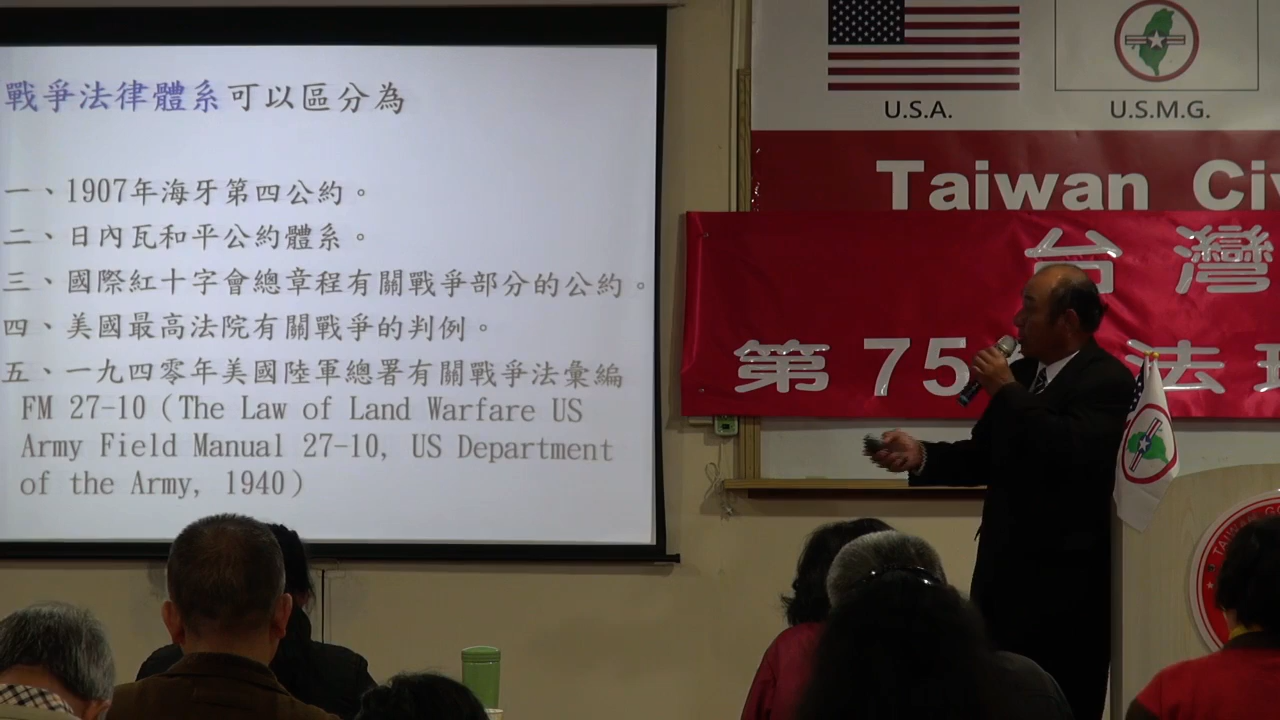 戰爭法律體系可以區分為
一、1907年海牙第四公約。
二、日內瓦和平公約體系。
三、國際紅十字會總章程有關戰爭部分的公約。
四、美國最高法院有關戰爭的判例。
五、一九四零年美國陸軍總署有關戰爭法彙編
FM 27-10（The Law of Land Warfare US
Army Field Manual 27-10, US Department
of the Army, 1940）
U.S.A.
U.S.M.G.
Taiwan Civ
台灣
第 75
法理
TAIWAN GO